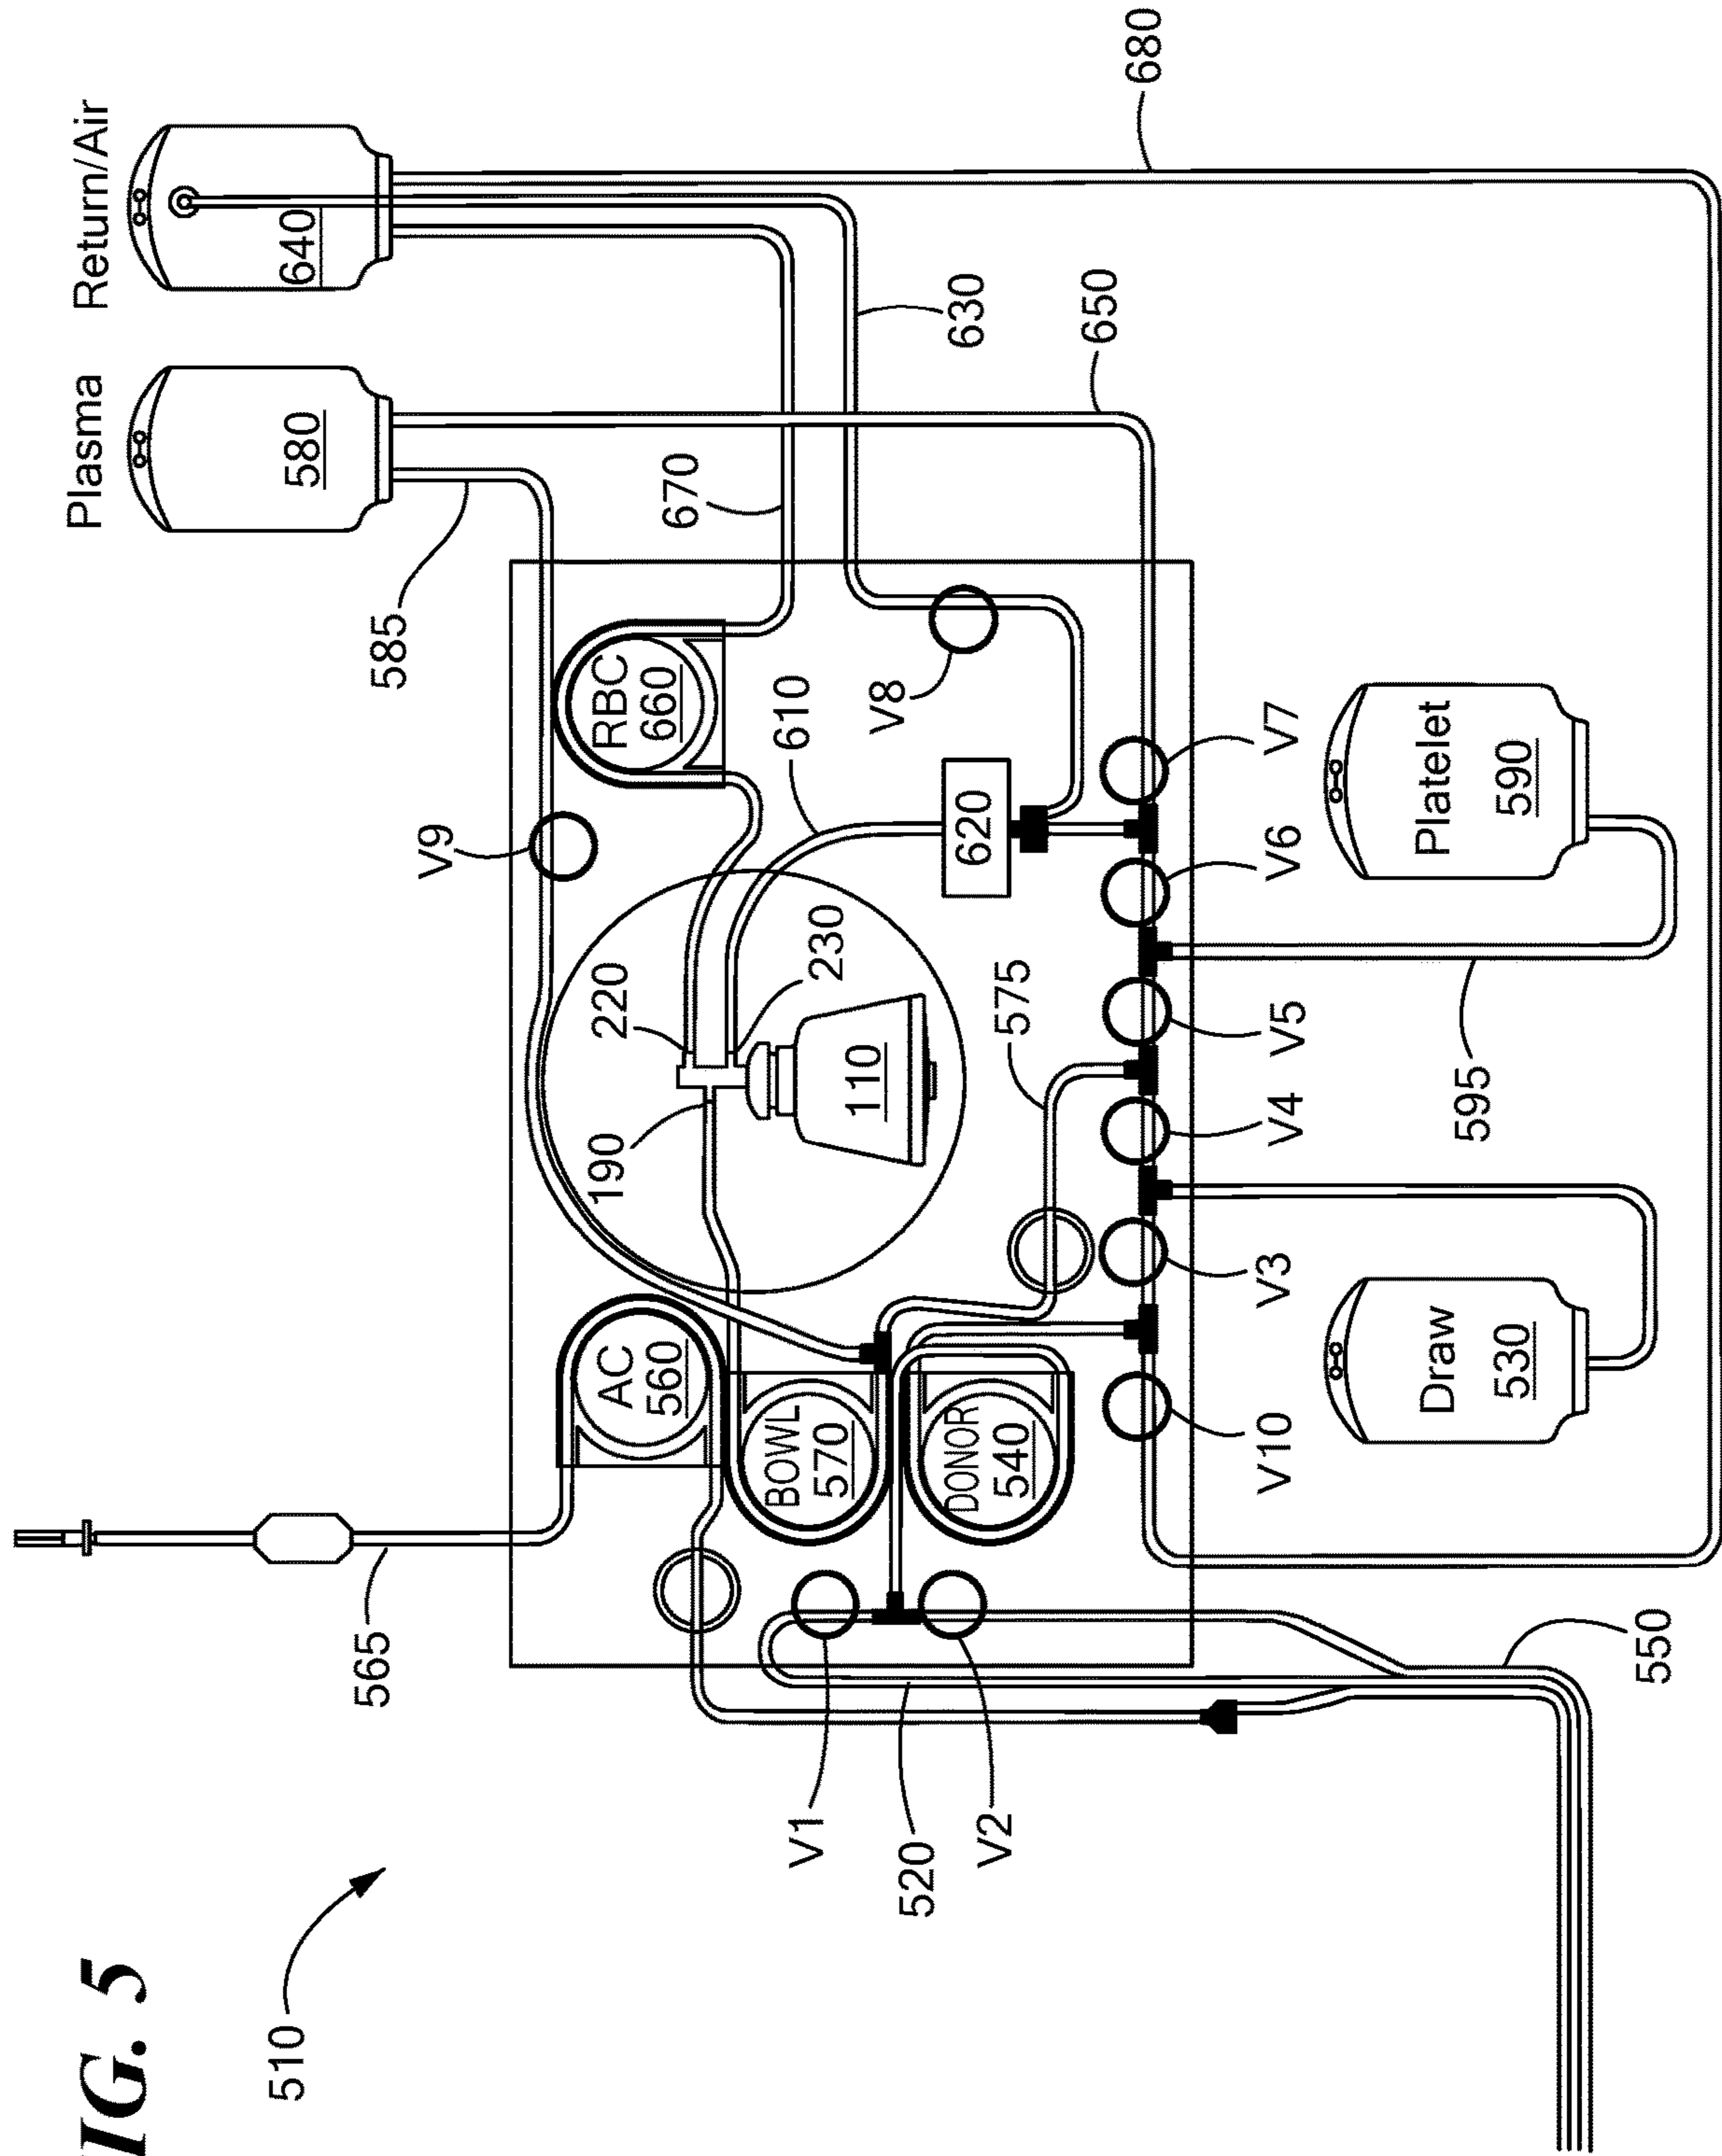 IG. 5
510
Plasma
Return/Air
580
640
585
V9
670
630
650
680
565
AC
560
RBC
660
BOWL
570
DONOR
540
190
220
230
110
610
620
V8
575
V1
520
V2
550
V10
V3
V4
V5
V6
V7
595
Draw
530
Platelet
590